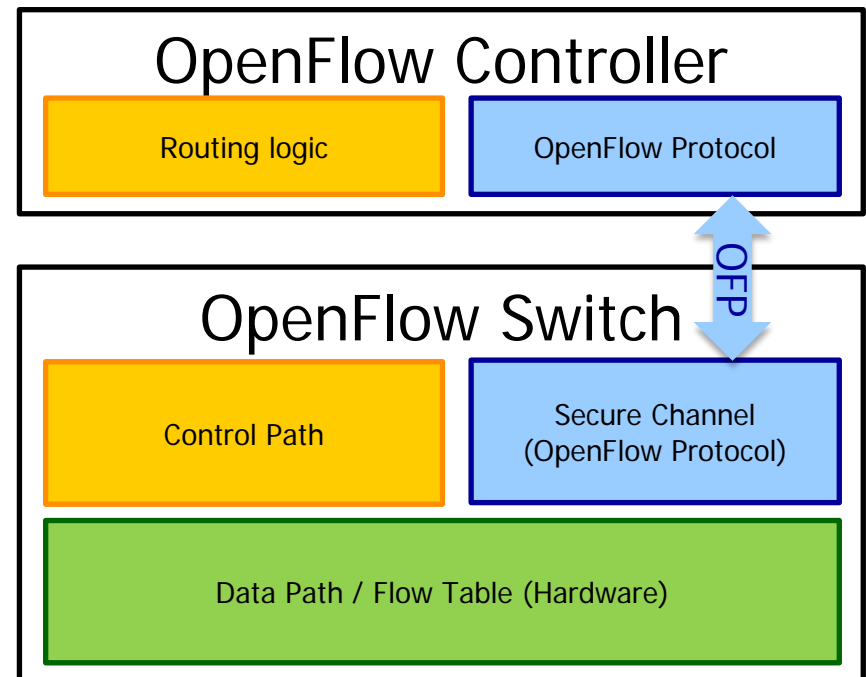 OpenFlow Controller
Routing logic
OpenFlow Protocol
OFP
OpenFlow Switch
Control Path
Secure Channel
(OpenFlow Protocol)
Data Path / Flow Table (Hardware)